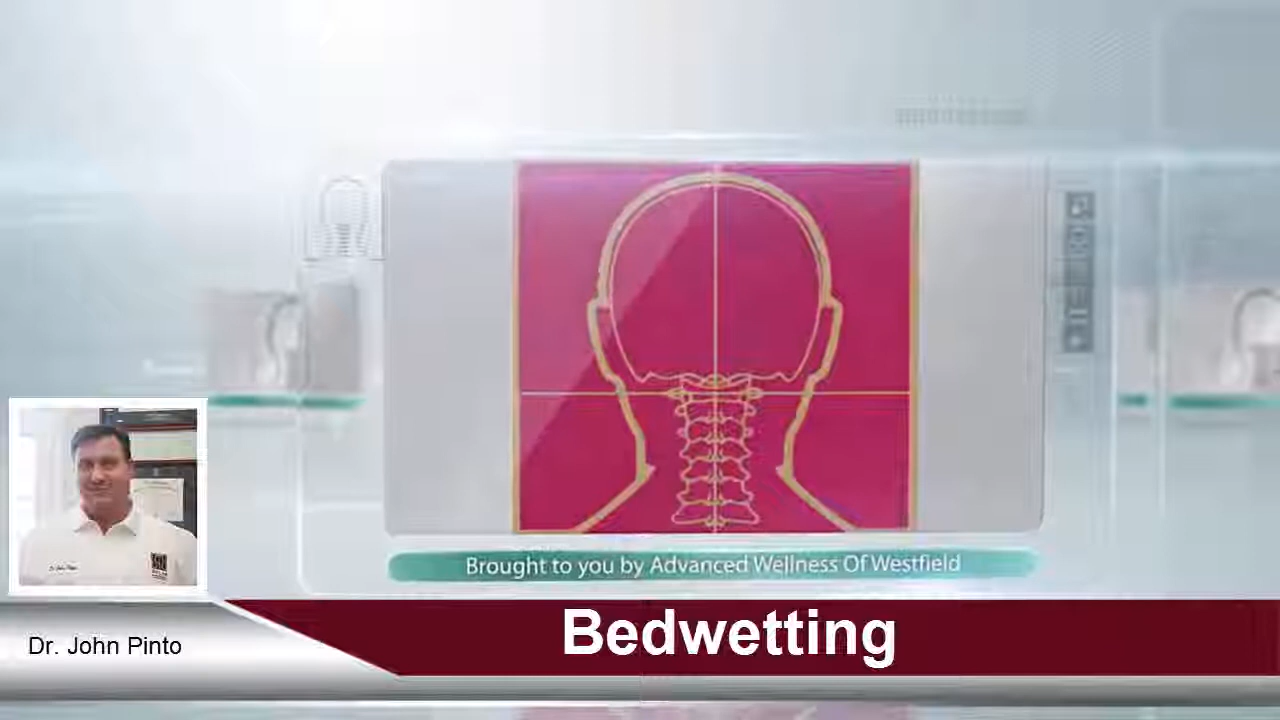 Brought to you by Advanced Wellness Of Westfield
Bedwetting
Dr. John Pinto